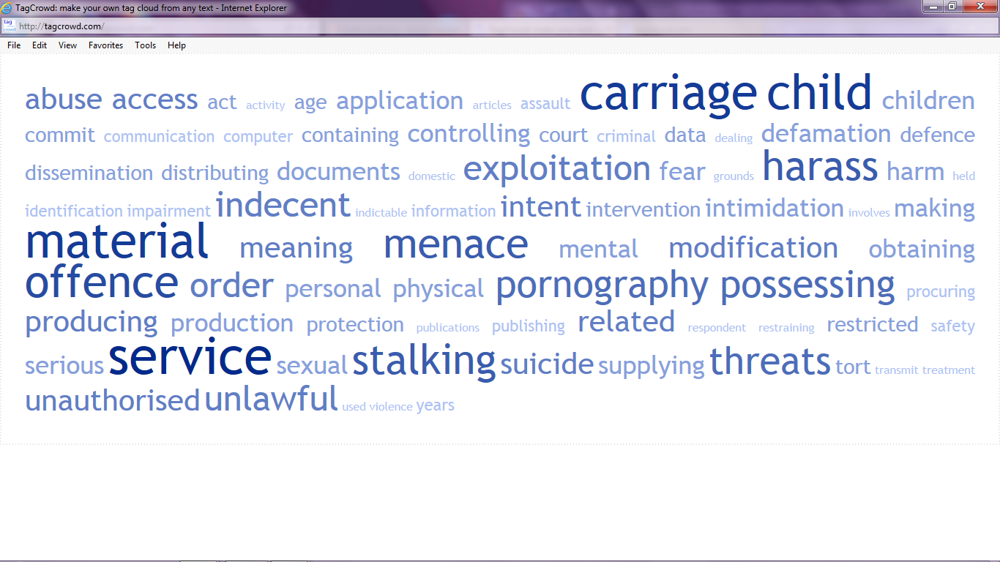 TagCrowd: make your own tag cloud from any text - Internet Explorer
tag
crowd
http://tagcrowd.com/
File Edit View Favorites Tools Help
abuse access act activity age application articles assault carriage child children
commit communication computer containing controlling court criminal data dealing defamation defence
dissemination distributing documents domestic exploitation fear grounds harass harm held
identification impairment indecent indictable information intent intervention intimidation involves making
material meaning menace mental modification obtaining
offence order personal physical pornography possessing procuring
producing production protection publications publishing related respondent restraining restricted safety
serious service sexual stalking suicide supplying threats tort transmit treatment
unauthorised unlawful used violence years